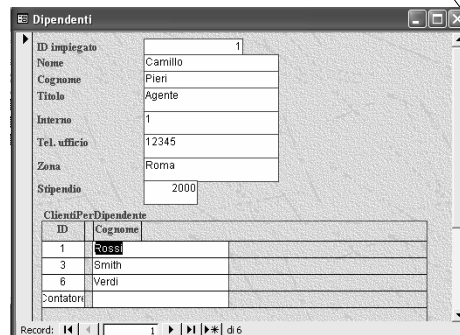 Dipendenti
ID impiegato 1
Nome Camillo
Cognome Pieri
Titolo Agente
Interno 1
Tel. ufficio 12345
Zona Roma
Stipendio 2000
ClientiPerDipendente
ID Cognome
1 Rossi
3 Smith
6 Verdi
Contatore
Record: 1 di 6